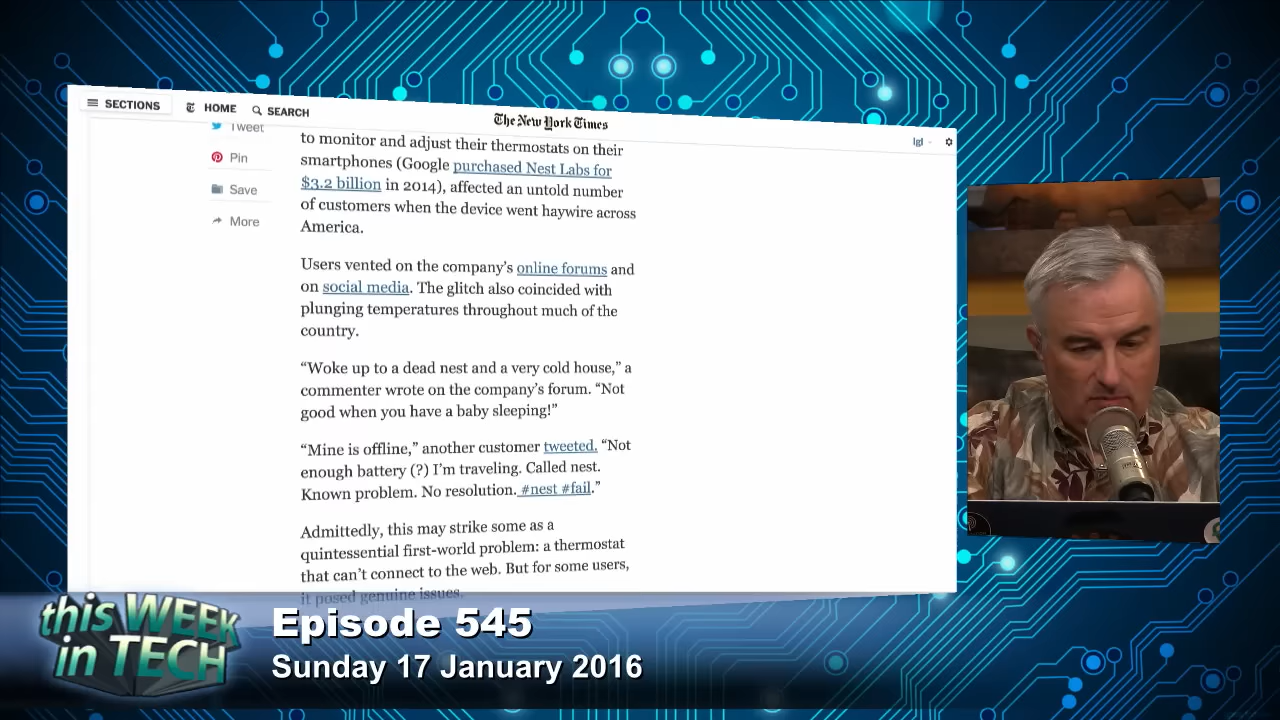 SECTIONS
HOME
SEARCH
The New York Times
lgl
Tweet
Pin
Save
More
to monitor and adjust their thermostats on their
smartphones (Google purchased Nest Labs for
$3.2 billion in 2014), affected an untold number
of customers when the device went haywire across
America.
Users vented on the company’s online forums and
on social media. The glitch also coincided with
plunging temperatures throughout much of the
country.
“Woke up to a dead nest and a very cold house,” a
commenter wrote on the company’s forum. “Not
good when you have a baby sleeping!”
“Mine is offline,” another customer tweeted. “Not
enough battery (?) I’m traveling. Called nest.
Known problem. No resolution. #nest #fail.”
Admittedly, this may strike some as a
quintessential first-world problem: a thermostat
that can’t connect to the web. But for some users,
it posed genuine issues.
this WEEK
in TECH
Episode 545
Sunday 17 January 2016